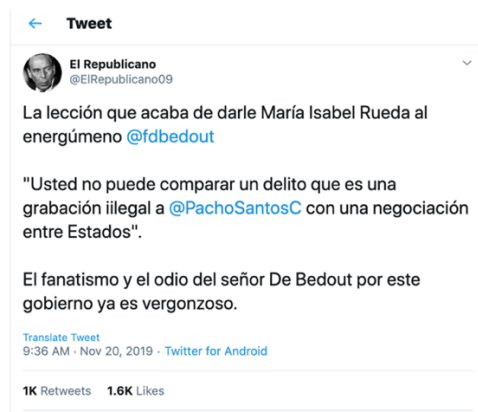 Tweet
El Republicano
@ElRepublicano09
La lección que acaba de darle María Isabel Rueda al
energúmeno @fdbedout
"Usted no puede comparar un delito que es una
grabación iilegal a @PachoSantosC con una negociación
entre Estados".
El fanatismo y el odio del señor De Bedout por este
gobierno ya es vergonzoso.
Translate Tweet
9:36 AM · Nov 20, 2019 · Twitter for Android
1K Retweets 1.6K Likes